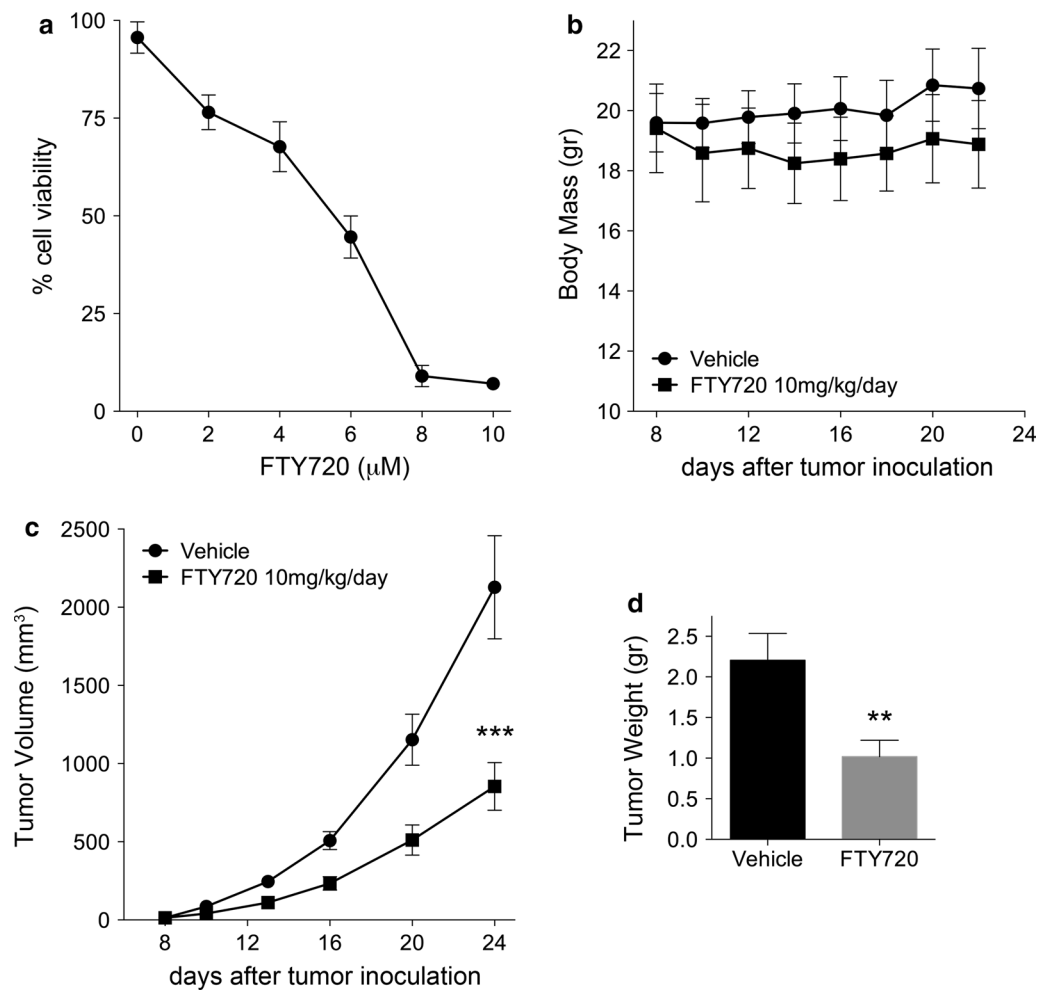 a
100
75
50
25
0
% cell viability
0 2 4 6 8 10
FTY720 (μM)
b
22
20
18
16
14
12
10
Body Mass (gr)
Vehicle
FTY720 10mg/kg/day
8 12 16 20 24
days after tumor inoculation
c
2500
2000
1500
1000
500
0
Tumor Volume (mm³)
Vehicle
FTY720 10mg/kg/day
***
8 12 16 20 24
days after tumor inoculation
d
2.5
2.0
1.5
1.0
0.5
0.0
Tumor Weight (gr)
**
Vehicle FTY720